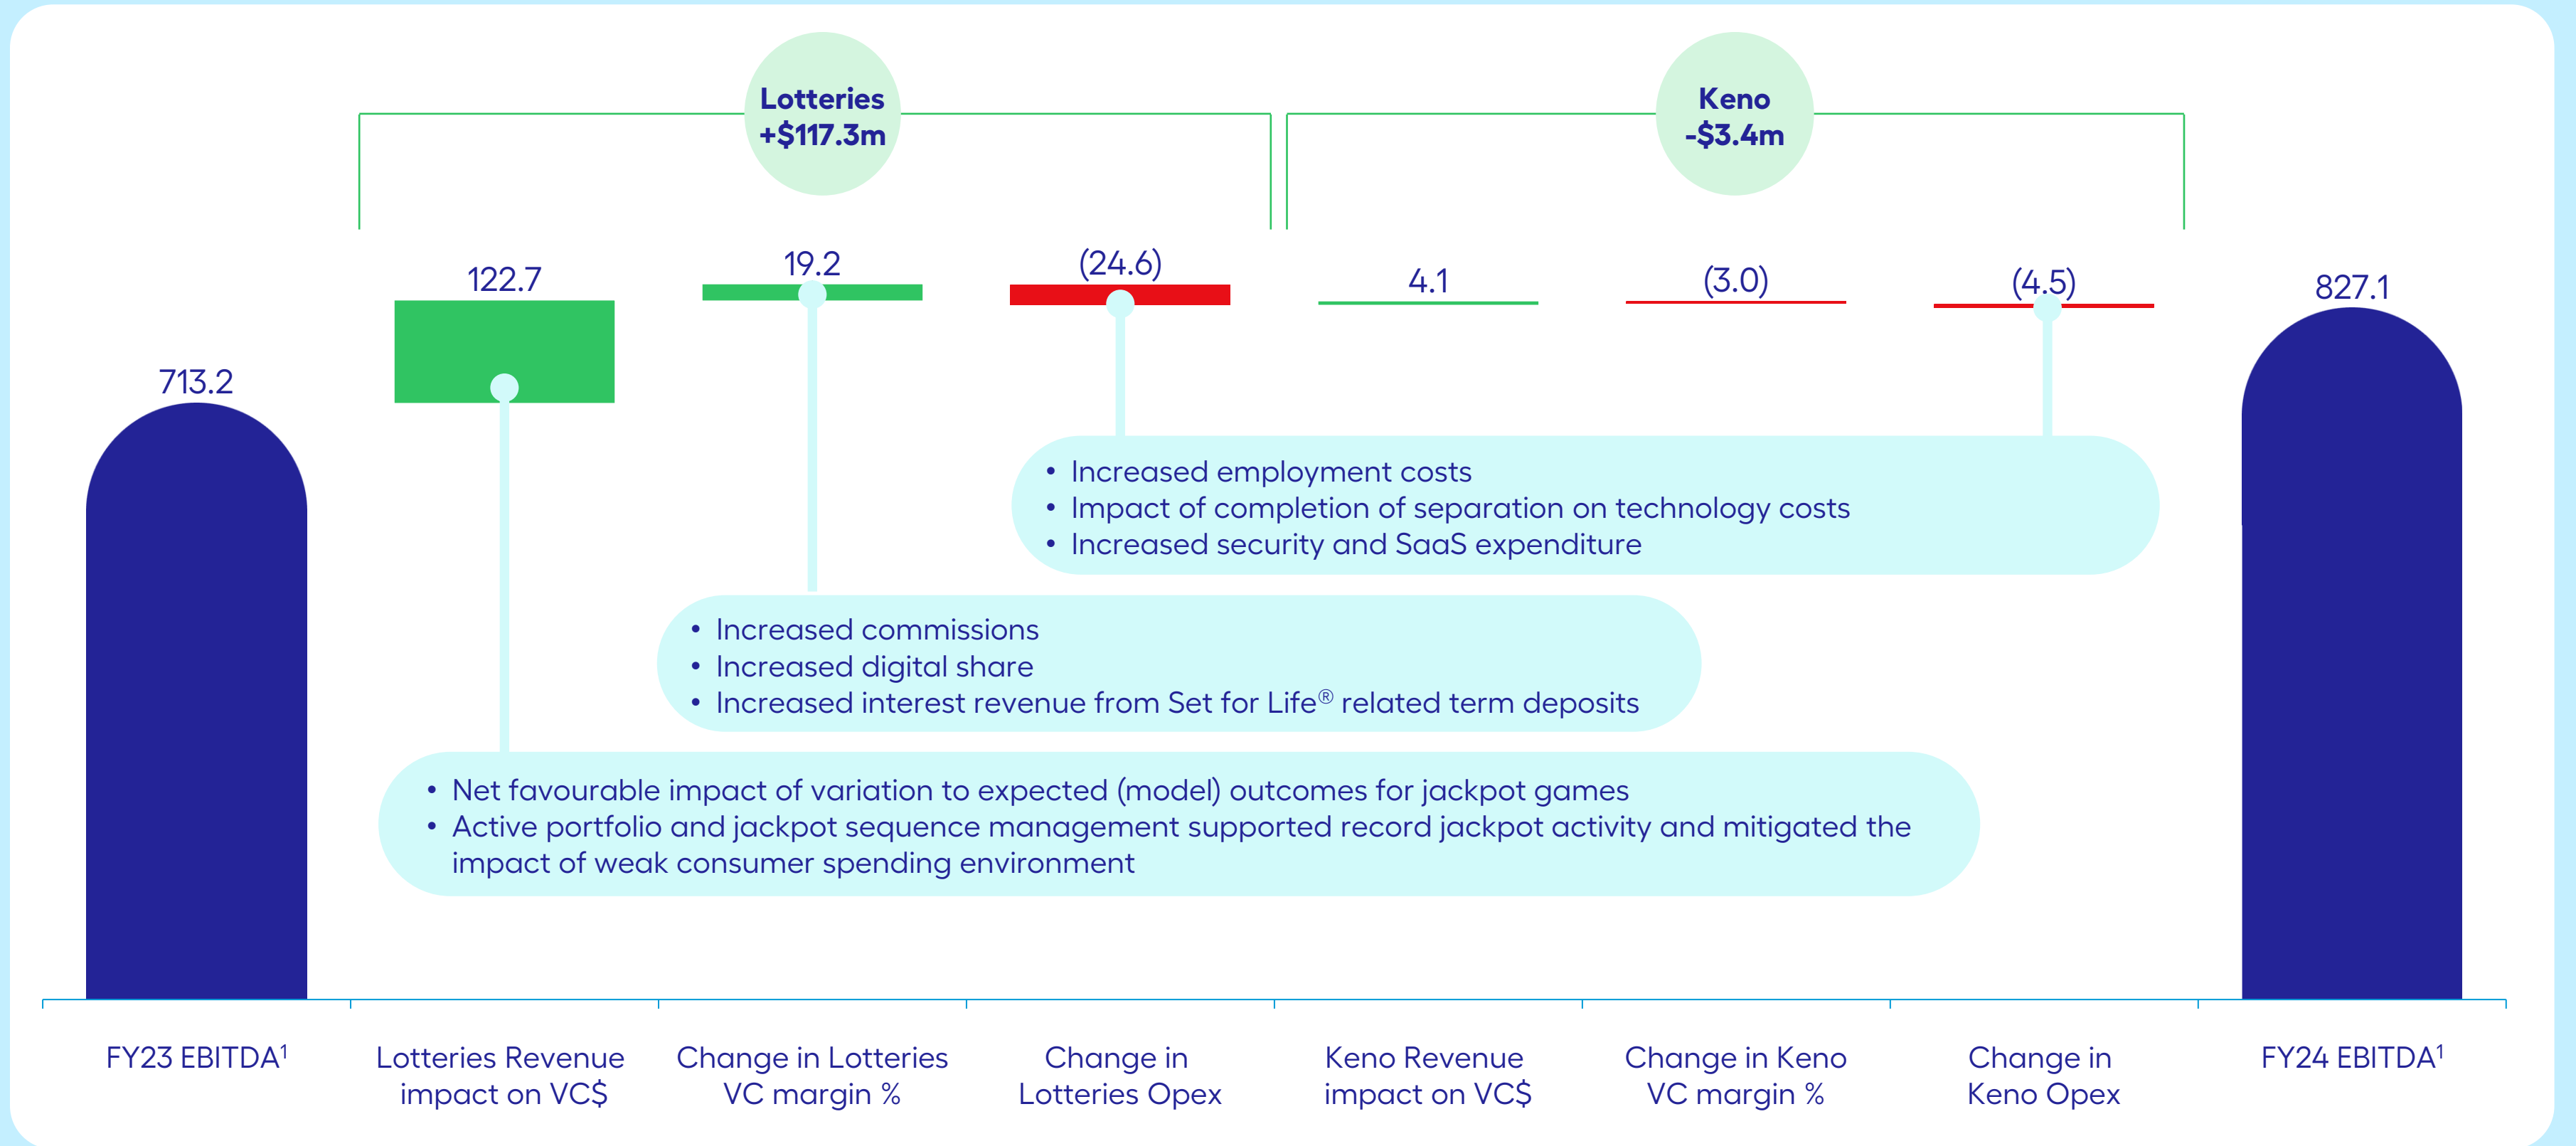 Lotteries
+$117.3m
Keno
-$3.4m
713.2
122.7
19.2
(24.6)
4.1
(3.0)
(4.5)
827.1
• Increased employment costs
• Impact of completion of separation on technology costs
• Increased security and SaaS expenditure
• Increased commissions
• Increased digital share
• Increased interest revenue from Set for Life® related term deposits
• Net favourable impact of variation to expected (model) outcomes for jackpot games
• Active portfolio and jackpot sequence management supported record jackpot activity and mitigated the
impact of weak consumer spending environment
FY23 EBITDA¹
Lotteries Revenue
impact on VC$
Change in Lotteries
VC margin %
Change in
Lotteries Opex
Keno Revenue
impact on VC$
Change in Keno
VC margin %
Change in
Keno Opex
FY24 EBITDA¹